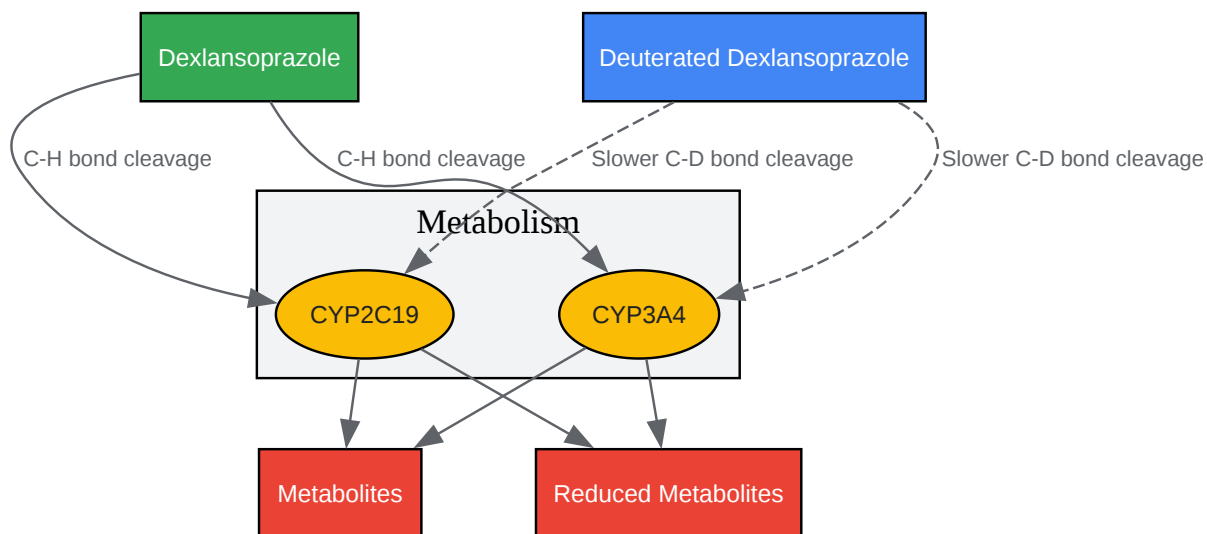 Dexlansoprazole
Deuterated Dexlansoprazole
C-H bond cleavage
C-H bond cleavage
Slower C-D bond cleavage
Slower C-D bond cleavage
Metabolism
CYP2C19
CYP3A4
Metabolites
Reduced Metabolites